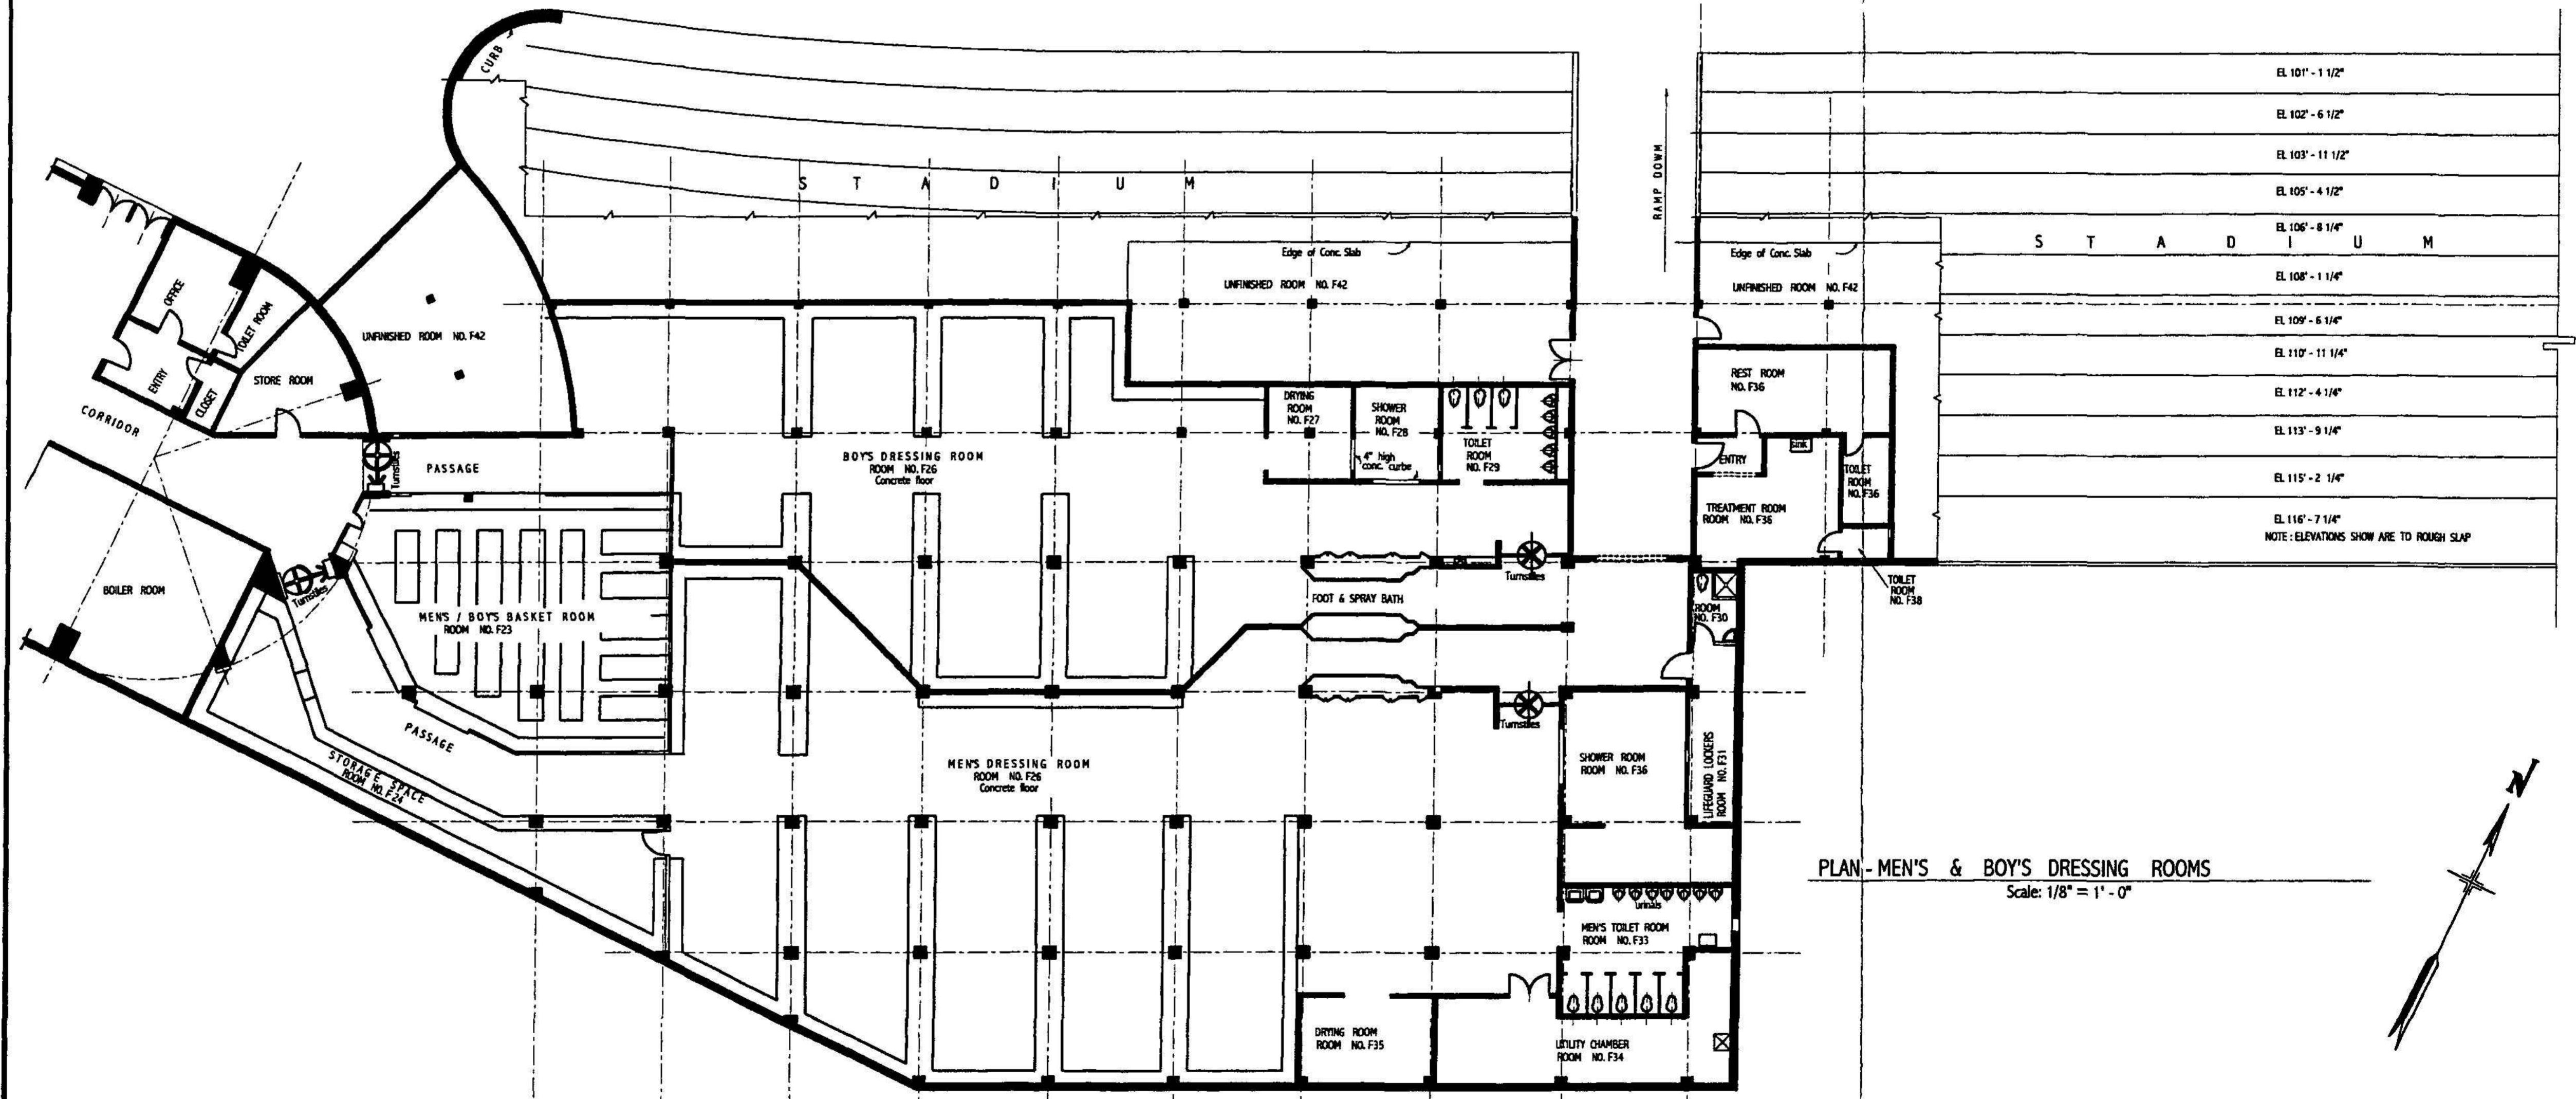 CURB
S T A D I U M
RAMP DOWM
EL 101' - 1 1/2"
EL 102' - 6 1/2"
EL 103' - 11 1/2"
EL 105' - 4 1/2"
EL 106' - 8 1/4"
S T A D I U M
EL 108' - 1 1/4"
EL 109' - 6 1/4"
EL 110' - 11 1/4"
EL 112' - 4 1/4"
EL 113' - 9 1/4"
EL 115' - 2 1/4"
EL 116' - 7 1/4"
NOTE : ELEVATIONS SHOW ARE TO ROUGH SLAP
Edge of Conc. Slab
UNFINISHED ROOM NO. F42
Edge of Conc. Slab
UNFINISHED ROOM NO. F42
OFFICE
TOILET ROOM
ENTRY
CLOSET
STORE ROOM
CORRIDOR
UNFINISHED ROOM NO. F42
Turnstiles
PASSAGE
BOILER ROOM
Turnstiles
MEN'S / BOY'S BASKET ROOM
ROOM NO. F23
PASSAGE
STORAGE SPACE
ROOM NO. F24
BOY'S DRESSING ROOM
ROOM NO. F26
Concrete floor
DRYING
ROOM
NO. F27
SHOWER
ROOM
NO. F28
4" high
conc. curbe
TOILET
ROOM
NO. F29
REST ROOM
NO. F36
ENTRY
sink
TOILET
ROOM
NO. F36
TREATMENT ROOM
ROOM NO. F36
TOILET
ROOM
NO. F38
Turnstiles
FOOT & SPRAY BATH
ROOM
NO. F30
Turnstiles
MEN'S DRESSING ROOM
ROOM NO. F26
Concrete floor
SHOWER ROOM
ROOM NO. F36
LIFEGUARD LOCKERS
ROOM NO. F31
urinals
MEN'S TOILET ROOM
ROOM NO. F33
DRYING ROOM
ROOM NO. F35
UTILITY CHAMBER
ROOM NO. F34
PLAN - MEN'S & BOY'S DRESSING ROOMS
Scale: 1/8" = 1' - 0"
N